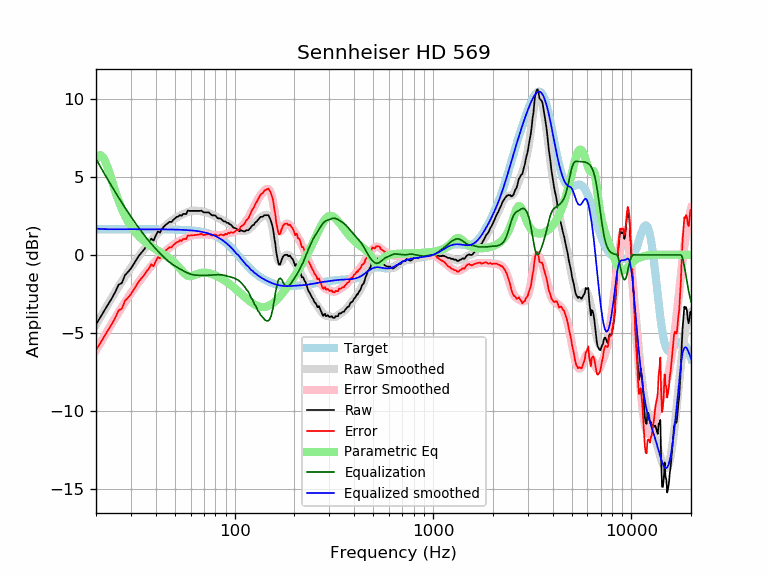 Sennheiser HD 569
Amplitude (dBr)
10
5
0
−5
−10
−15
Target
Raw Smoothed
Error Smoothed
Raw
Error
Parametric Eq
Equalization
Equalized smoothed
100
1000
10000
Frequency (Hz)